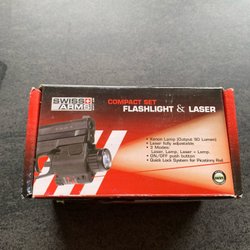 SWISS
ARMS
COMPACT SET
FLASHLIGHT & LASER
• Xenon Lamp (Output 90 Lumen)
• Laser fully adjustable
• 3 Modes:
Laser, Lamp, Laser + Lamp.
• ON/OFF push button
• Quick Lock System for Picatinny Rail